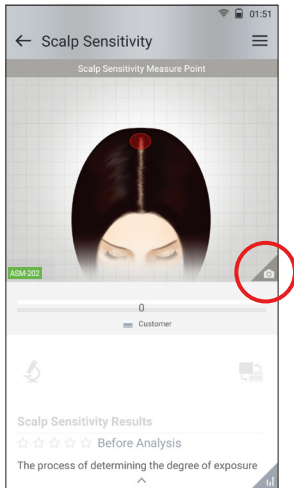 01:51
Scalp Sensitivity
Scalp Sensitivity Measure Point
ASM-202
0
Customer
Scalp Sensitivity Results
Before Analysis
The process of determining the degree of exposure